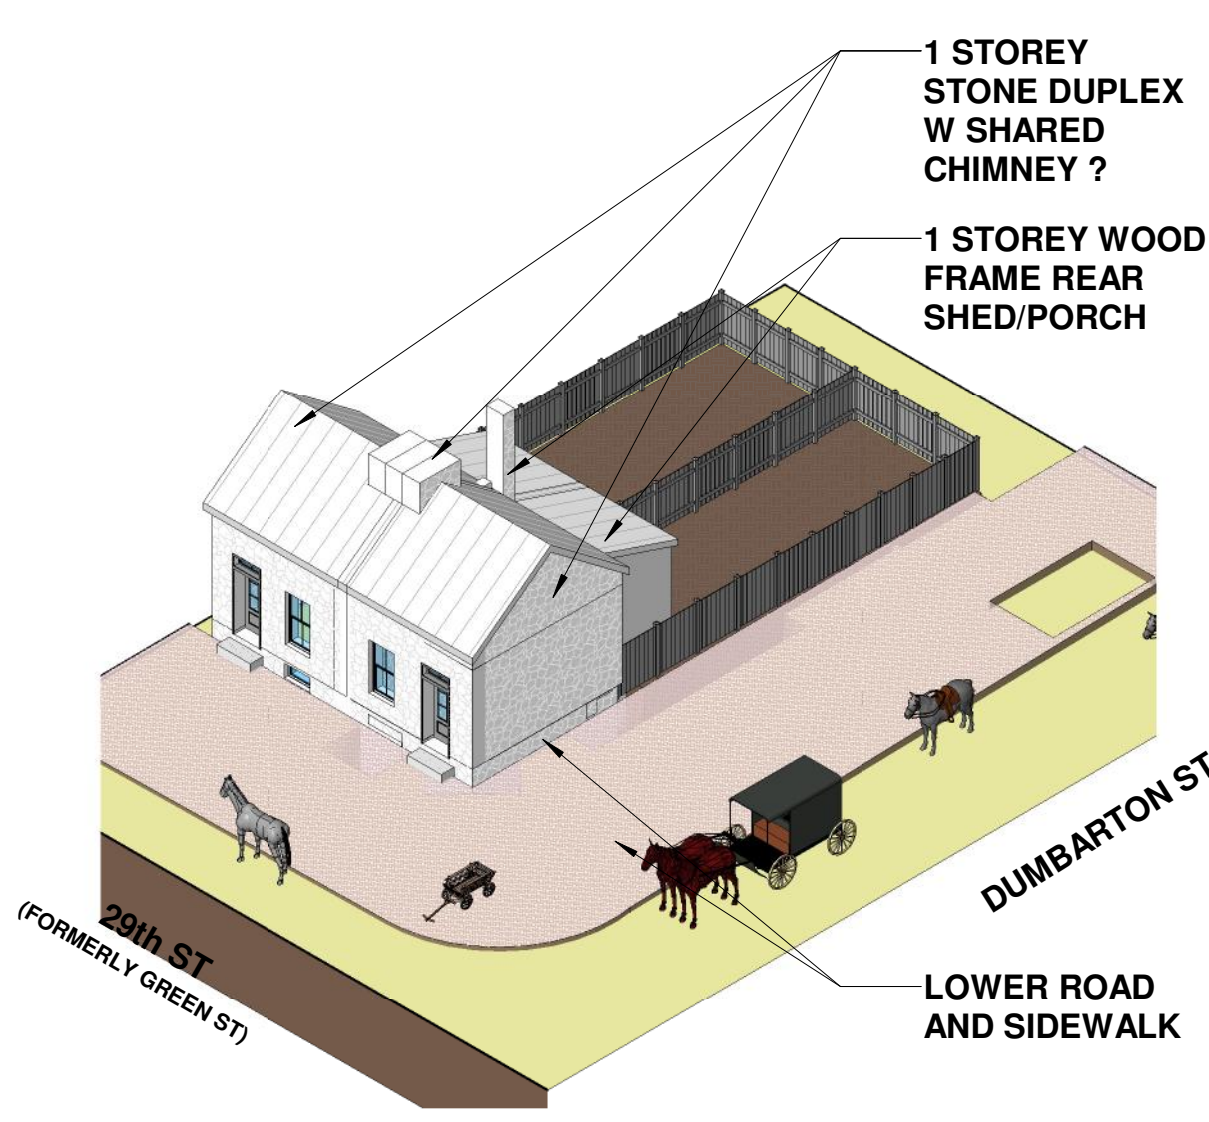 1 STOREY
STONE DUPLEX
W SHARED
CHIMNEY ?
1 STOREY WOOD
FRAME REAR
SHED/PORCH
DUMBARTON ST
29th ST
(FORMERLY GREEN ST)
LOWER ROAD
AND SIDEWALK